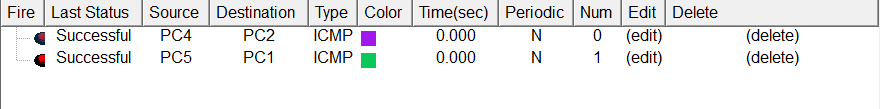 Fire Last Status Source Destination Type Color Time(sec) Periodic Num Edit Delete
Successful PC4 PC2 ICMP 0.000 N 0 (edit) (delete)
Successful PC5 PC1 ICMP 0.000 N 1 (edit) (delete)